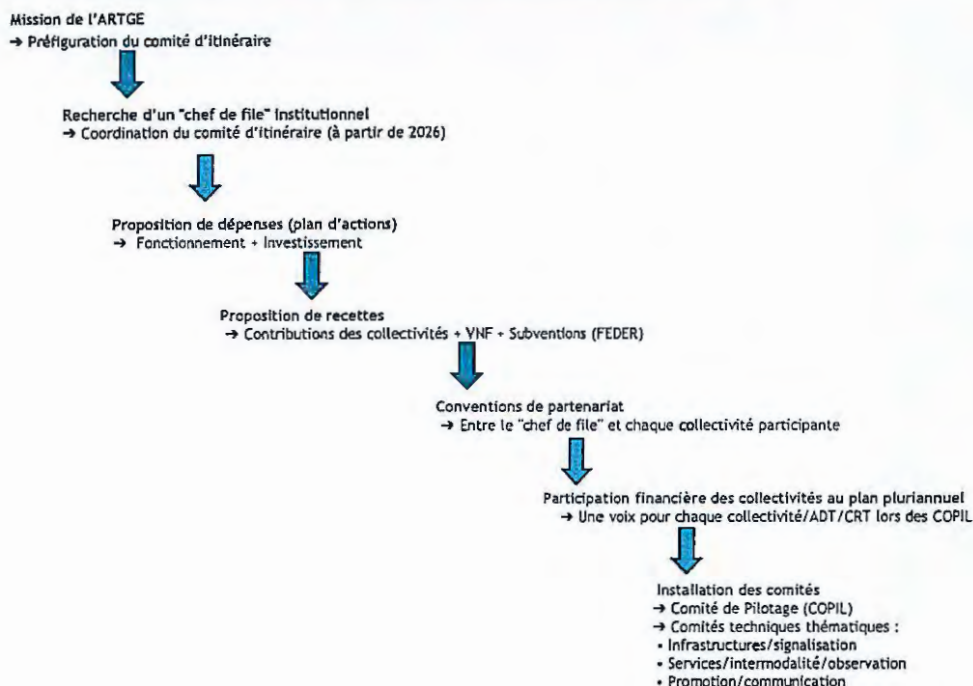 Mission de l'ARTGE
→ Préfiguration du comité d'itinéraire
Recherche d'un "chef de file" institutionnel
→ Coordination du comité d'itinéraire (à partir de 2026)
Proposition de dépenses (plan d'actions)
→ Fonctionnement + Investissement
Proposition de recettes
→ Contributions des collectivités + VNF + Subventions (FEDER)
Conventions de partenariat
→ Entre le "chef de file" et chaque collectivité participante
Participation financière des collectivités au plan pluriannuel
→ Une voix pour chaque collectivité/ADT/CRT lors des COPIL
Installation des comités
→ Comité de Pilotage (COPIL)
→ Comités techniques thématiques :
• Infrastructures/signalisation
• Services/intermodalité/observation
• Promotion/communication